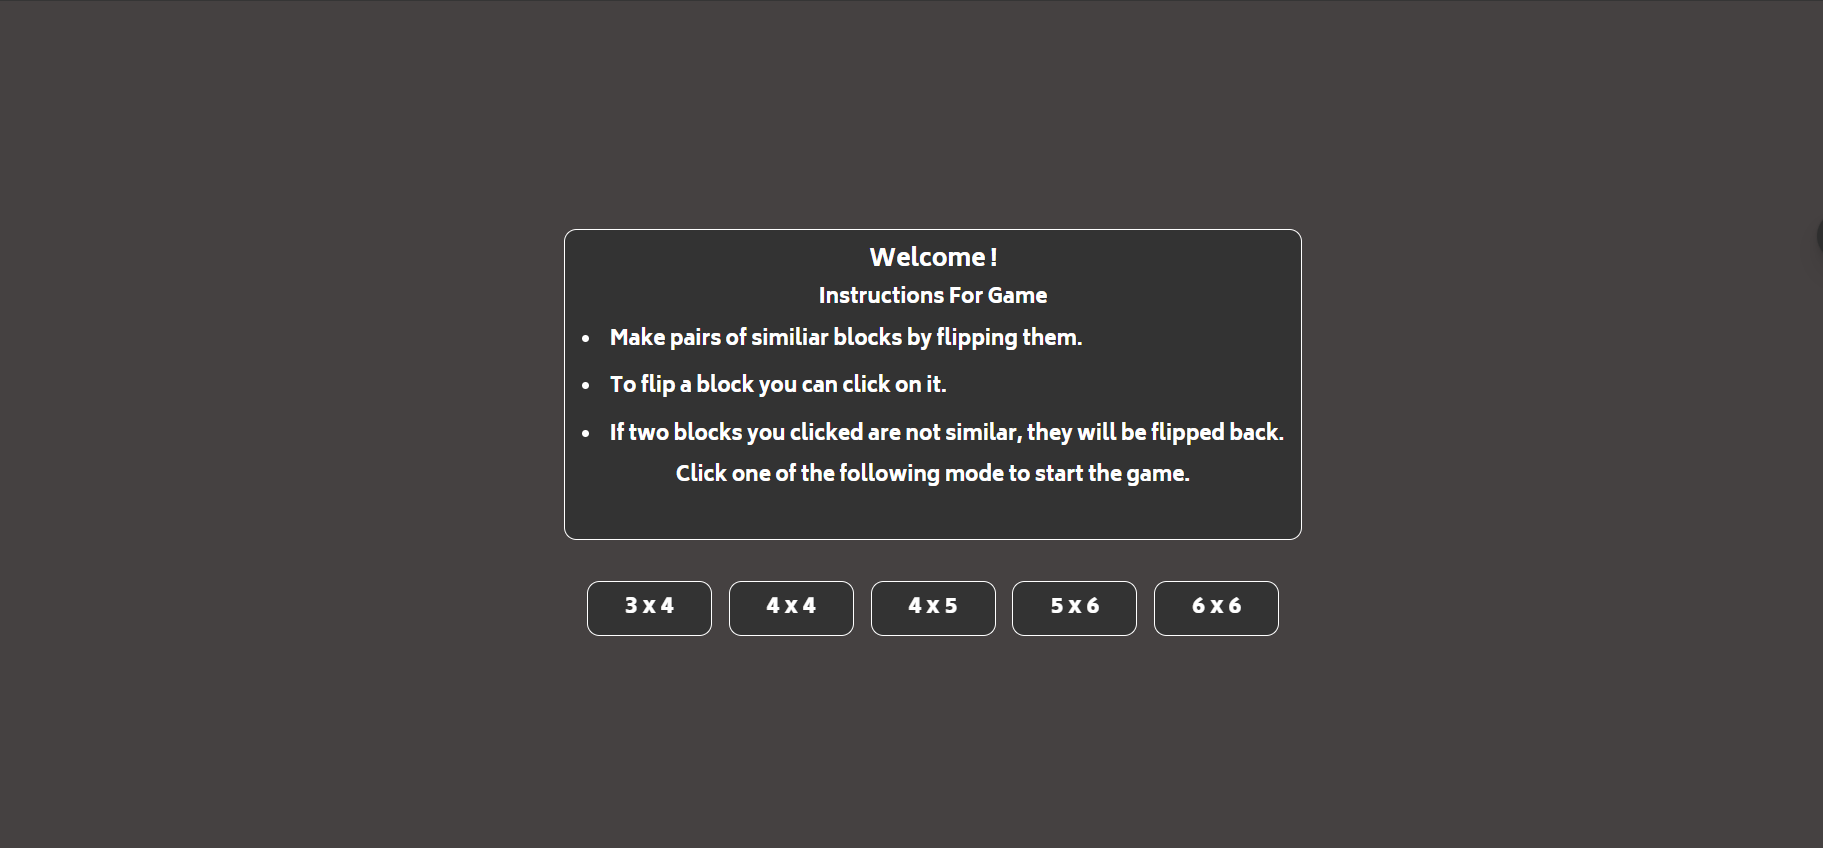 Welcome !
Instructions For Game
• Make pairs of similiar blocks by flipping them.
• To flip a block you can click on it.
• If two blocks you clicked are not similar, they will be flipped back.
Click one of the following mode to start the game.
3 x 4
4 x 4
4 x 5
5 x 6
6 x 6